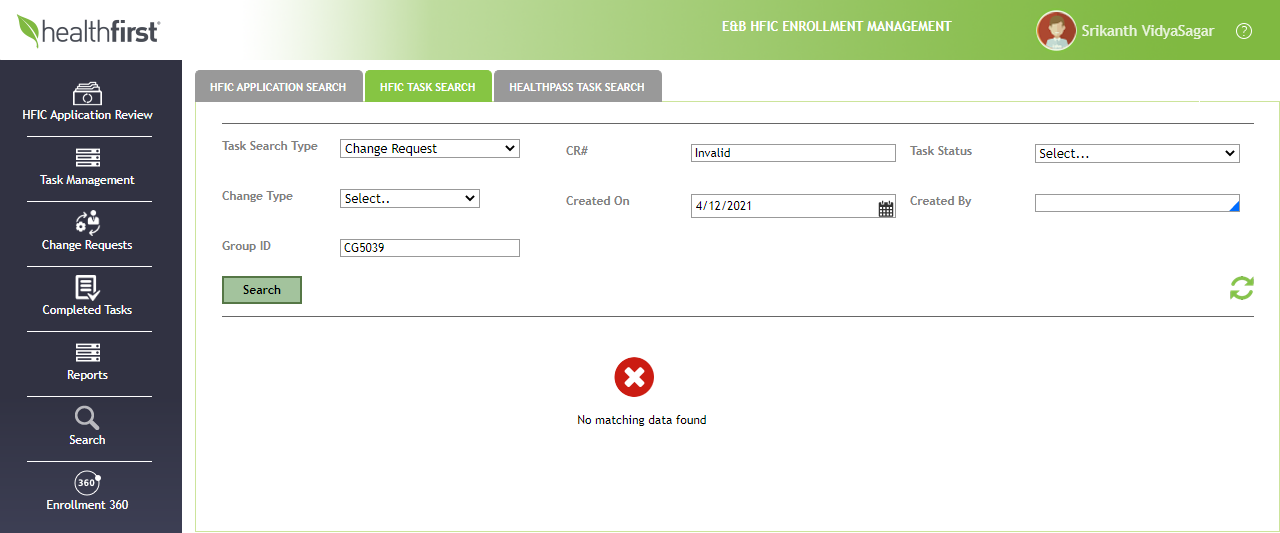 healthfirst®
E&B HFIC ENROLLMENT MANAGEMENT
Srikanth VidyaSagar
?
HFIC Application Review
Task Management
Change Requests
Completed Tasks
Reports
Search
360
Enrollment 360
HFIC APPLICATION SEARCH
HFIC TASK SEARCH
HEALTHPASS TASK SEARCH
Task Search Type
Change Request
CR#
Invalid
Task Status
Select...
Change Type
Select..
Created On
4/12/2021
Created By
Group ID
CG5039
Search
No matching data found